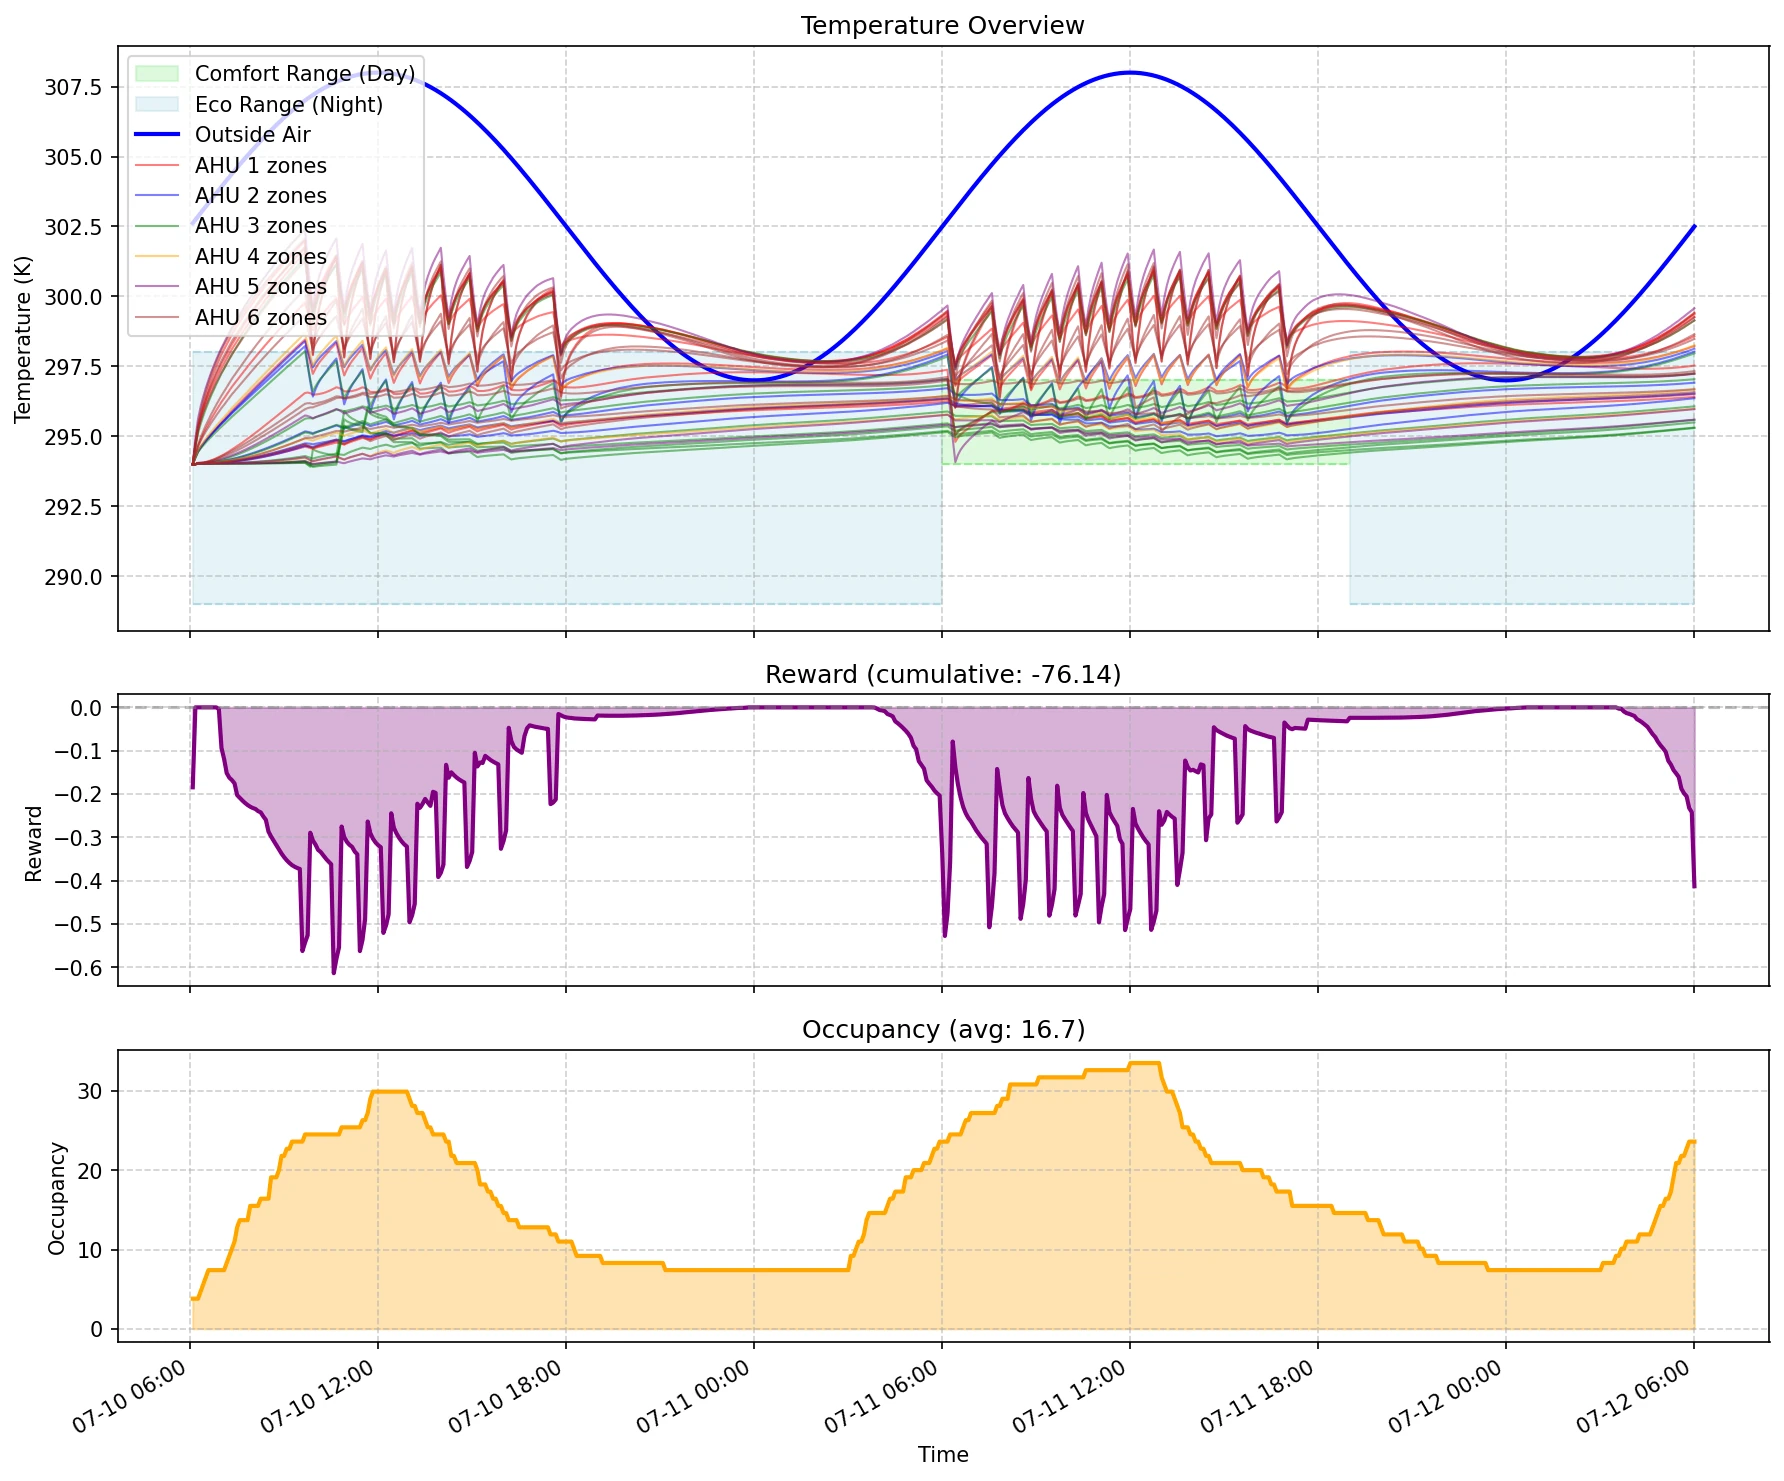 Temperature Overview
Temperature (K)
307.5
305.0
302.5
300.0
297.5
295.0
292.5
290.0
Comfort Range (Day)
Eco Range (Night)
Outside Air
AHU 1 zones
AHU 2 zones
AHU 3 zones
AHU 4 zones
AHU 5 zones
AHU 6 zones
Reward (cumulative: -76.14)
Reward
0.0
−0.1
−0.2
−0.3
−0.4
−0.5
−0.6
Occupancy (avg: 16.7)
Occupancy
30
20
10
0
07-10 06:00
07-10 12:00
07-10 18:00
07-11 00:00
07-11 06:00
07-11 12:00
07-11 18:00
07-12 00:00
07-12 06:00
Time